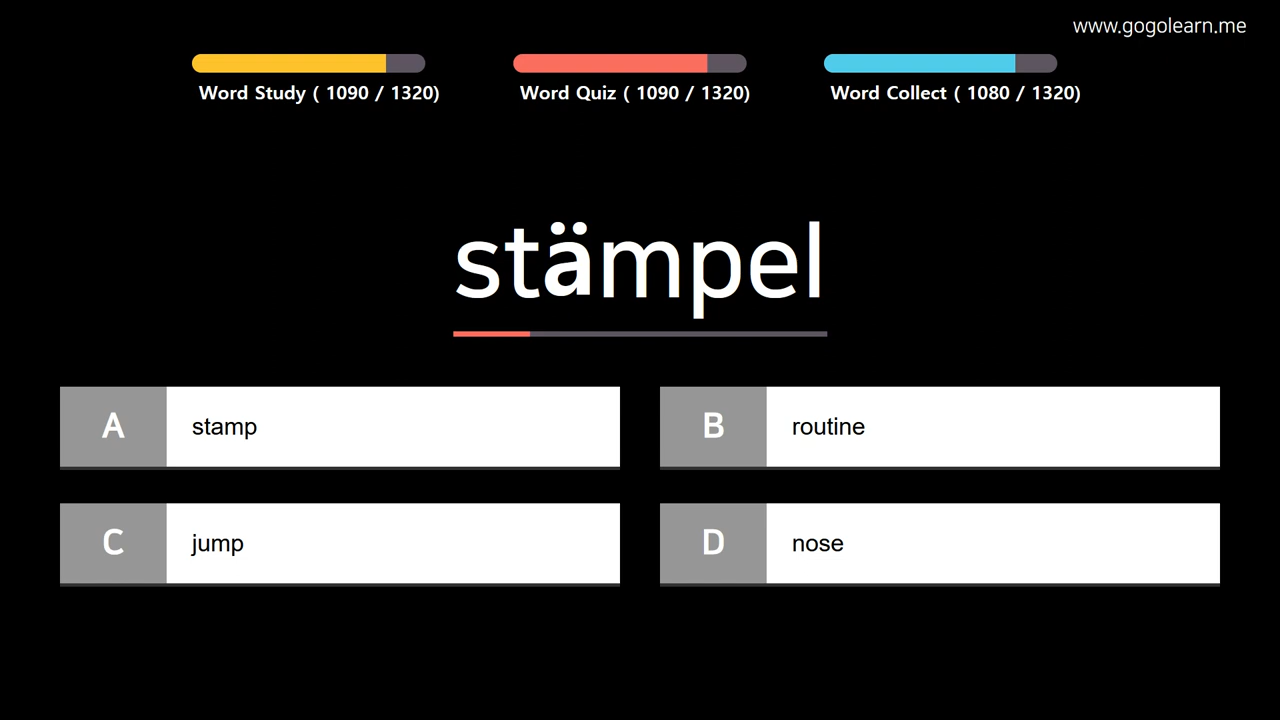 www.gogolearn.me
Word Study ( 1090 / 1320)
Word Quiz ( 1090 / 1320)
Word Collect ( 1080 / 1320)
stämpel
A
stamp
B
routine
C
jump
D
nose